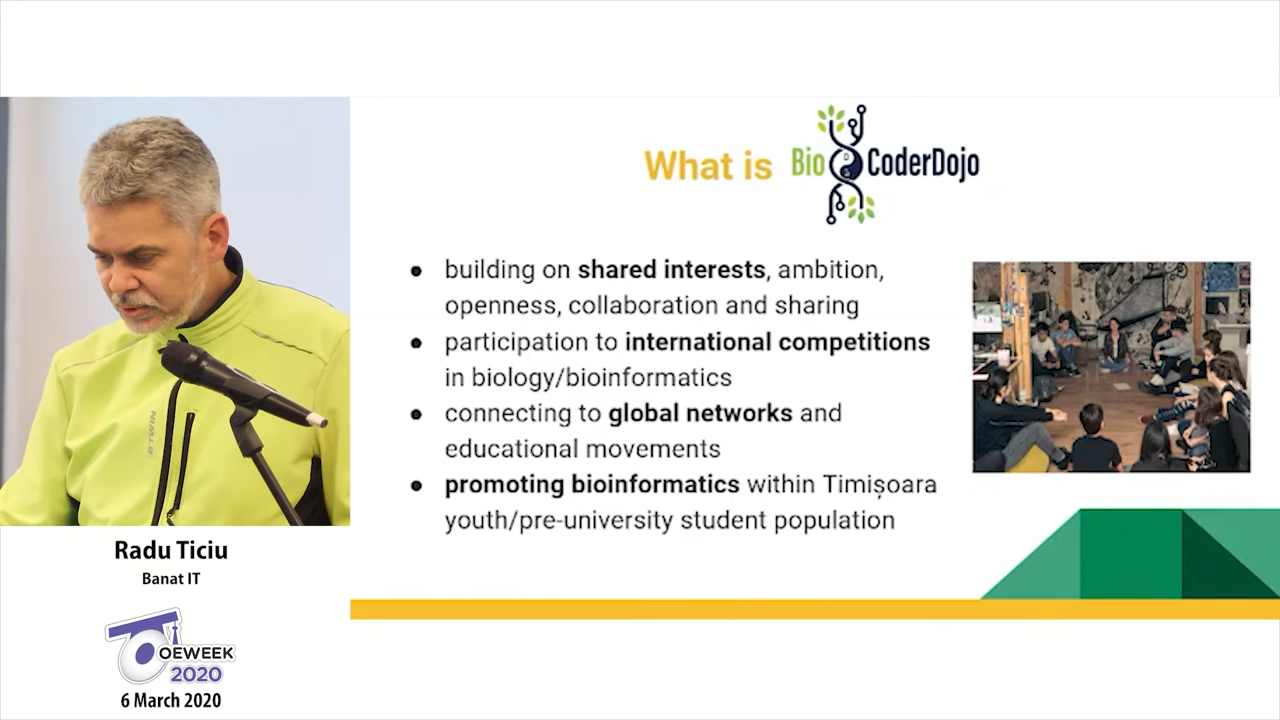 What is Bio CoderDojo
● building on shared interests, ambition,
openness, collaboration and sharing
● participation to international competitions
in biology/bioinformatics
● connecting to global networks and
educational movements
● promoting bioinformatics within Timișoara
youth/pre-university student population
Radu Ticiu
Banat IT
OEWEEK
2020
6 March 2020